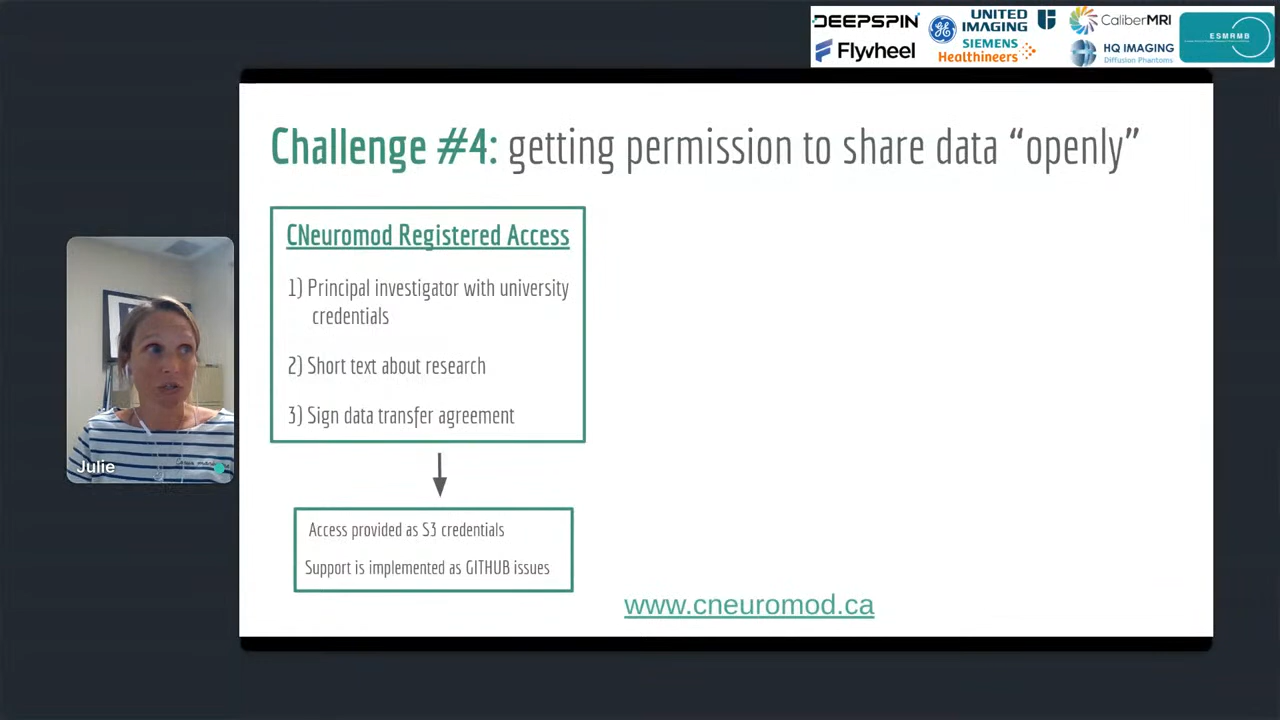 DEEPSPIN
UNITED
IMAGING
CaliberMRI
ESMRMB
Flywheel
SIEMENS
Healthineers
HQ IMAGING
Diffusion Phantoms
Challenge #4: getting permission to share data “openly”
CNeuromod Registered Access
1) Principal investigator with university
credentials
2) Short text about research
3) Sign data transfer agreement
Julie
Access provided as S3 credentials
Support is implemented as GITHUB issues
www.cneuromod.ca